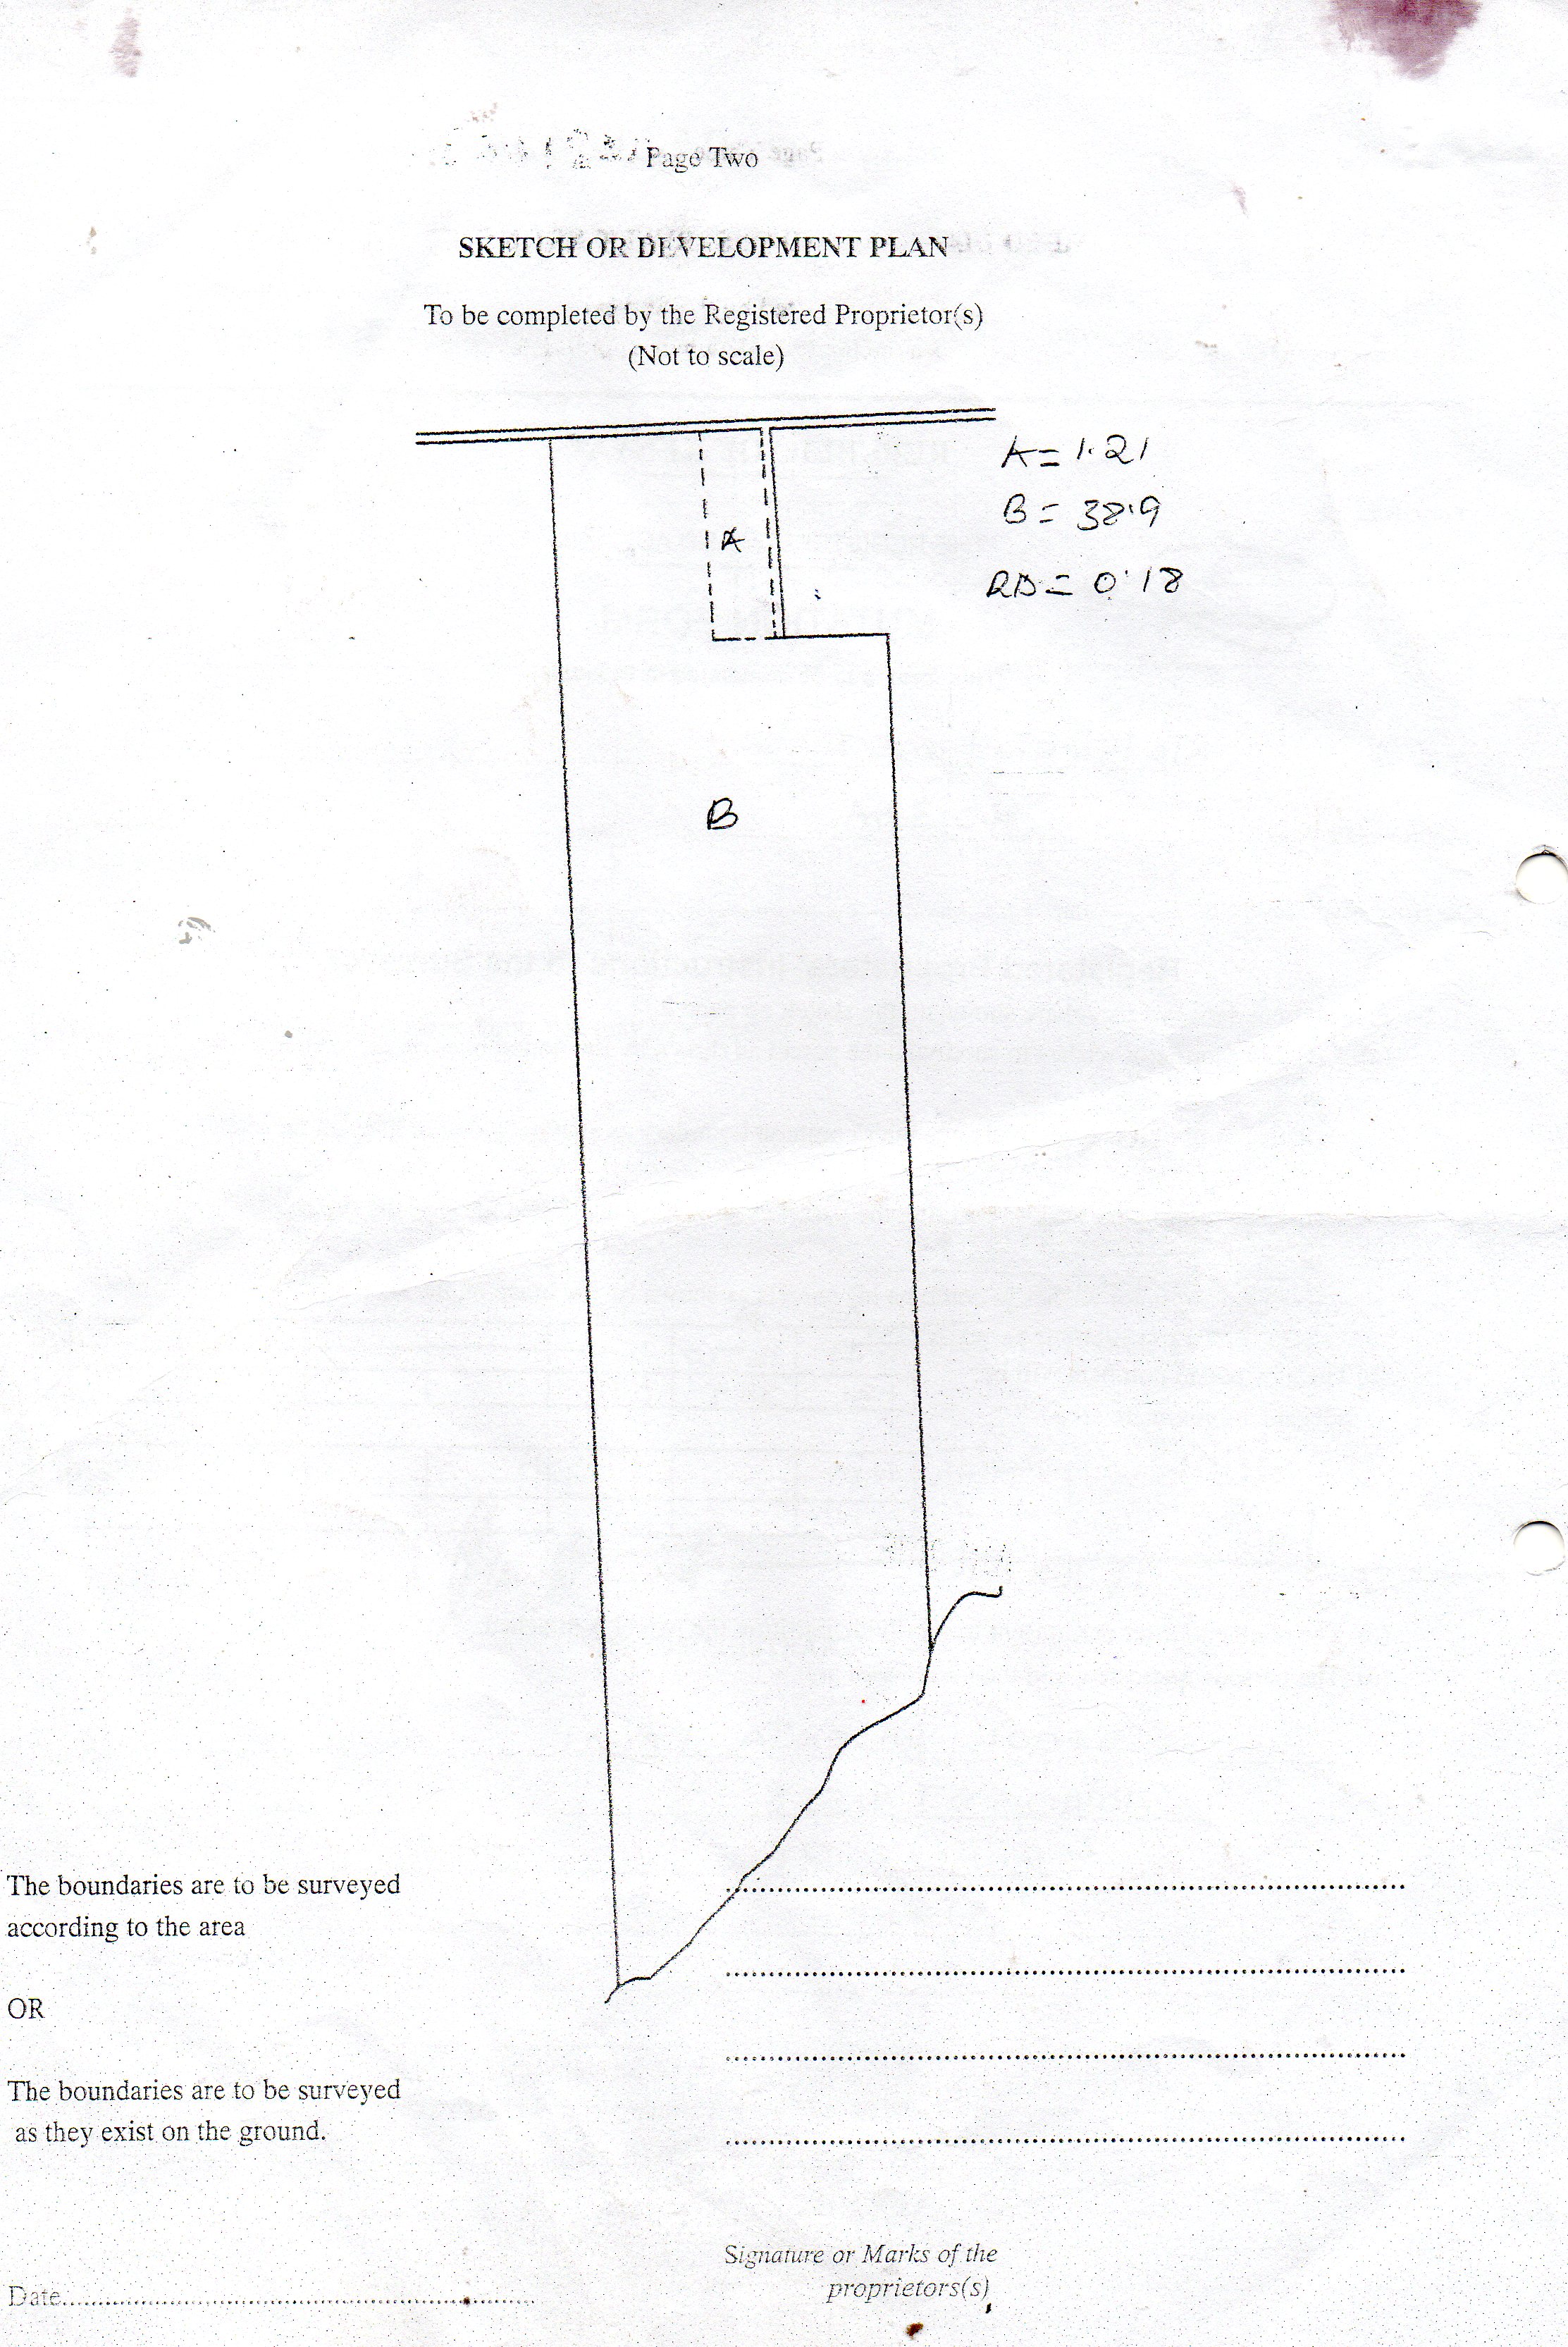 Page Two
SKETCH OR DEVELOPMENT PLAN
To be completed by the Registered Proprietor(s)
(Not to scale)
A = 1.21
B = 38.9
RD = 0.18
A
B
The boundaries are to be surveyed
according to the area
OR
The boundaries are to be surveyed
as they exist on the ground.
Signature or Marks of the
proprietors(s)
Date